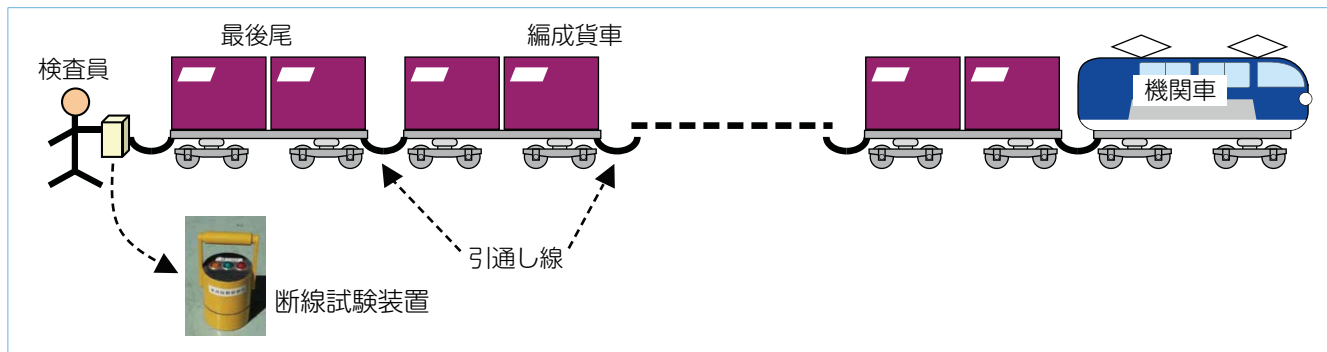 最後尾
編成貨車
検査員
機関車
引通し線
断線試験装置